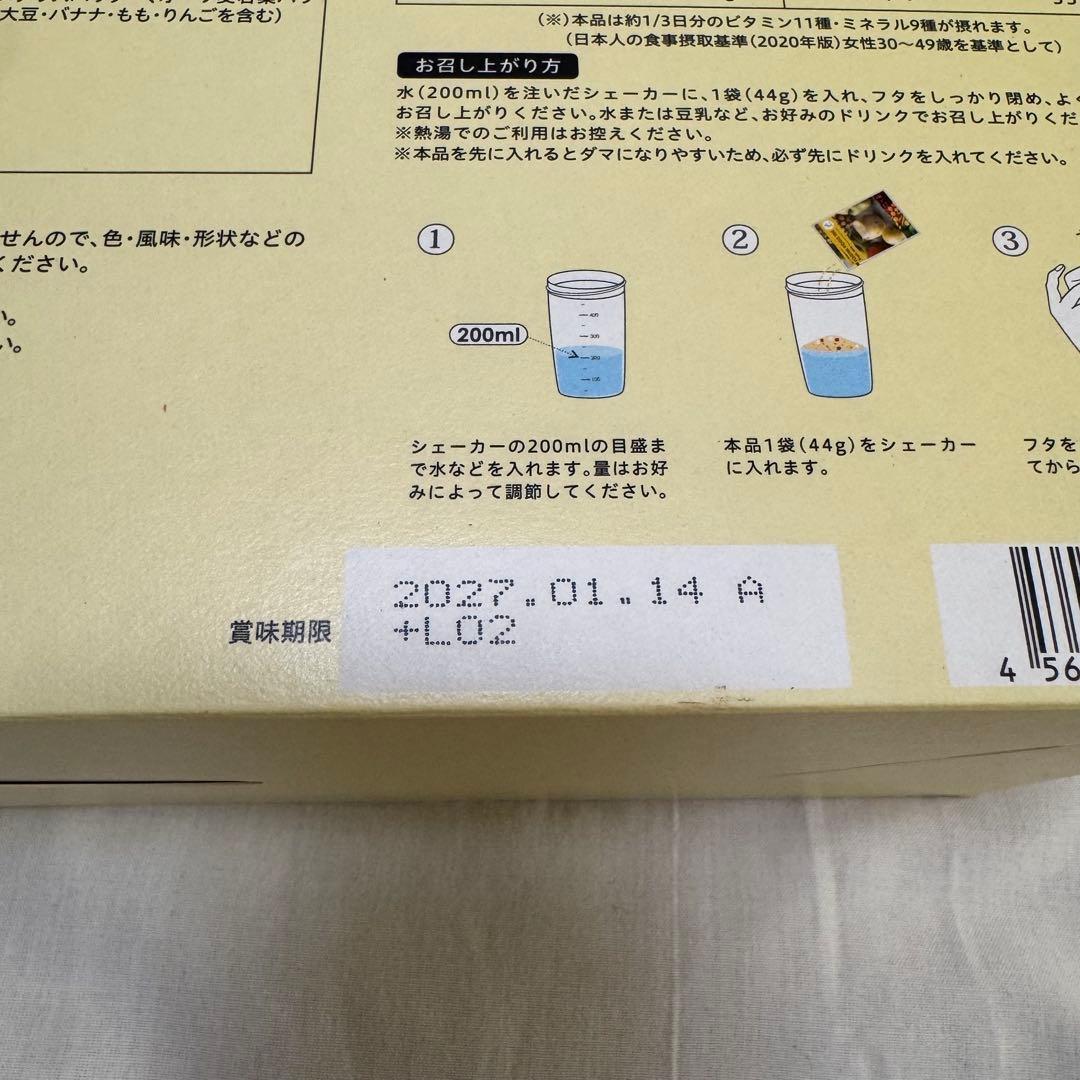 大豆・バナナ・もも・りんごを含む)
(※)本品は約1/3日分のビタミン11種・ミネラル9種が摂れます。
(日本人の食事摂取基準(2020年版)女性30〜49歳を基準として)
お召し上がり方
水(200ml)を注いだシェーカーに、1袋(44g)を入れ、フタをしっかり閉め、よく
お召し上がりください。水または豆乳など、お好みのドリンクでお召し上がりくだ
※熱湯でのご利用はお控えください。
※本品を先に入れるとダマになりやすいため、必ず先にドリンクを入れてください。
せんので、色・風味・形状などの
ください。
い。
い。
①
②
③
400
300
200
100
200ml
シェーカーの200mlの目盛ま
で水などを入れます。量はお好
みによって調節してください。
本品1袋(44g)をシェーカー
に入れます。
フタを
てから
賞味期限
2027.01.14 A
+L02
4 56